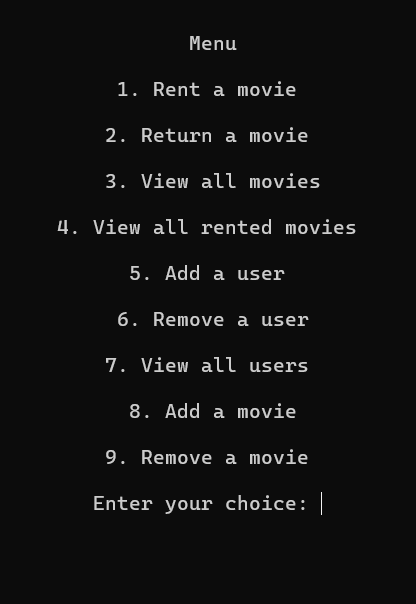 Menu
1. Rent a movie
2. Return a movie
3. View all movies
4. View all rented movies
5. Add a user
6. Remove a user
7. View all users
8. Add a movie
9. Remove a movie
Enter your choice: